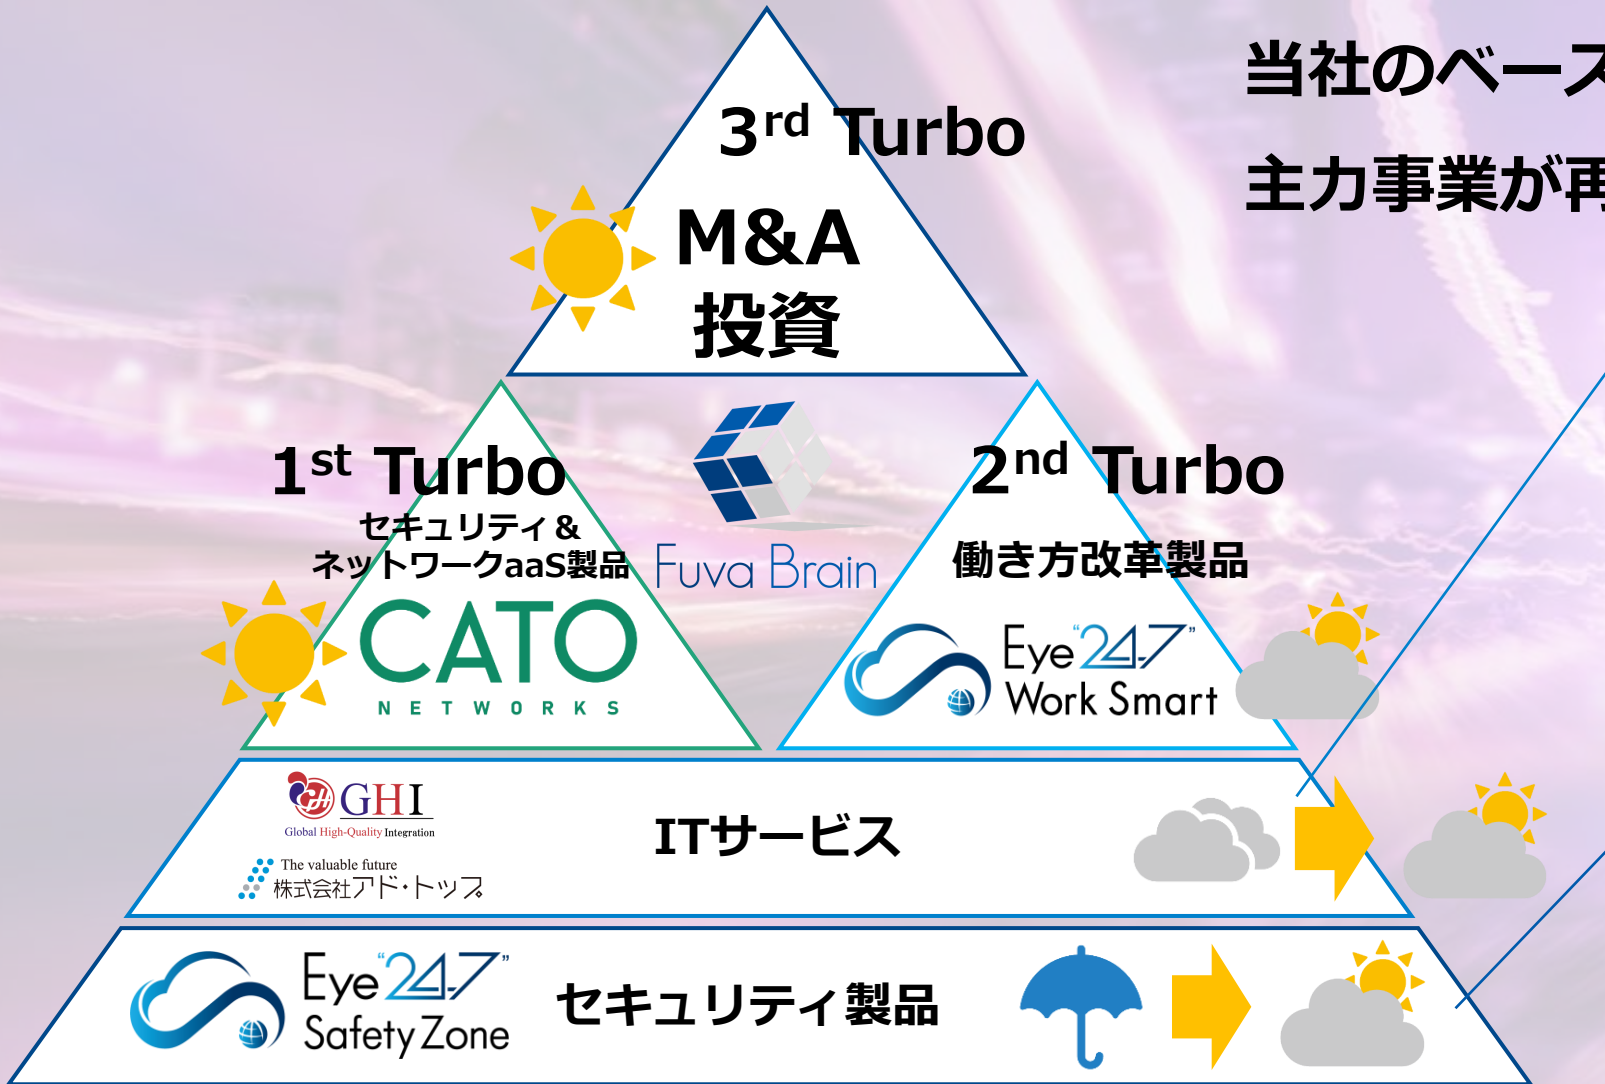 当社のベース
主力事業が再
3rd Turbo
M&A
投資
1st Turbo
セキュリティ&
ネットワークaaS製品
CATO
NETWORKS
Fuva Brain
2nd Turbo
働き方改革製品
Eye“24-7”
Work Smart
GHI
Global High-Quality Integration
The valuable future
株式会社アド・トップ
ITサービス
Eye“24-7”
Safety Zone
セキュリティ製品